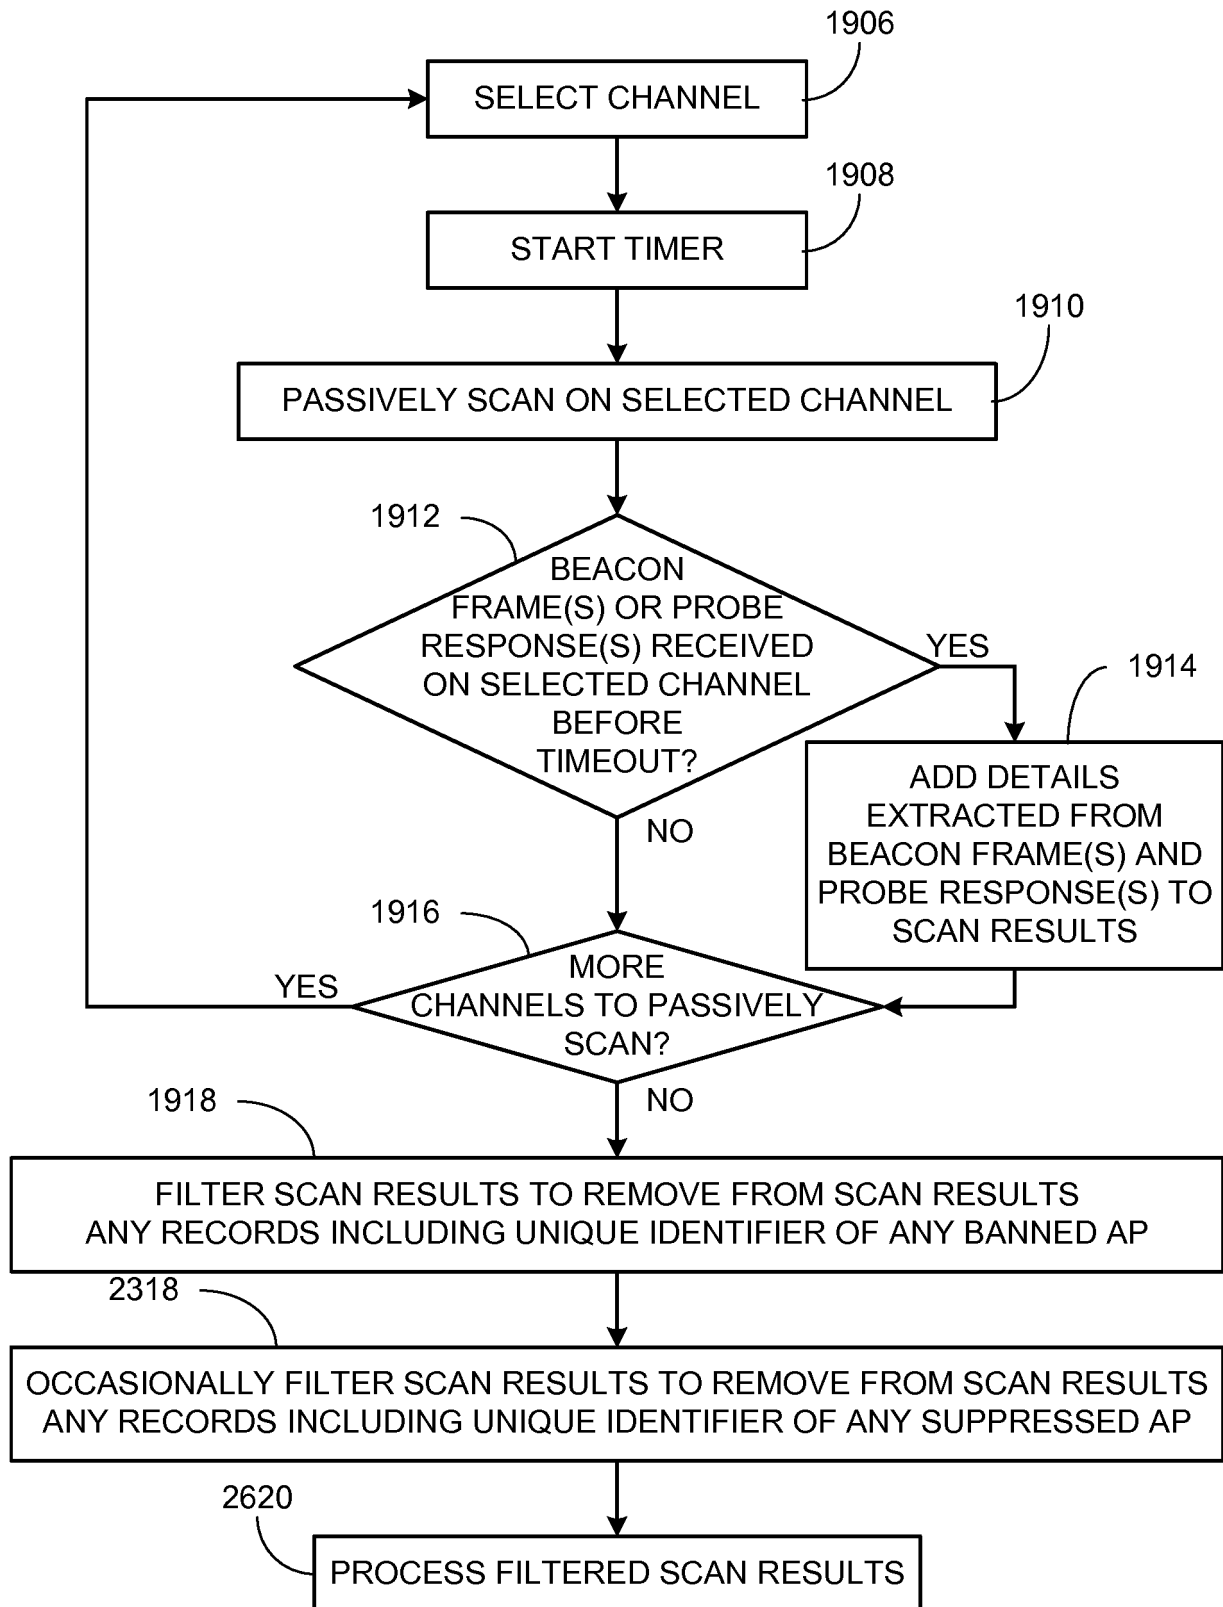 1906
SELECT CHANNEL
1908
START TIMER
1910
PASSIVELY SCAN ON SELECTED CHANNEL
1912
BEACON
FRAME(S) OR PROBE
RESPONSE(S) RECEIVED
ON SELECTED CHANNEL
BEFORE
TIMEOUT?
YES
1914
ADD DETAILS
EXTRACTED FROM
BEACON FRAME(S) AND
PROBE RESPONSE(S) TO
SCAN RESULTS
NO
1916
MORE
CHANNELS TO PASSIVELY
SCAN?
YES
NO
1918
FILTER SCAN RESULTS TO REMOVE FROM SCAN RESULTS
ANY RECORDS INCLUDING UNIQUE IDENTIFIER OF ANY BANNED AP
2318
OCCASIONALLY FILTER SCAN RESULTS TO REMOVE FROM SCAN RESULTS
ANY RECORDS INCLUDING UNIQUE IDENTIFIER OF ANY SUPPRESSED AP
2620
PROCESS FILTERED SCAN RESULTS